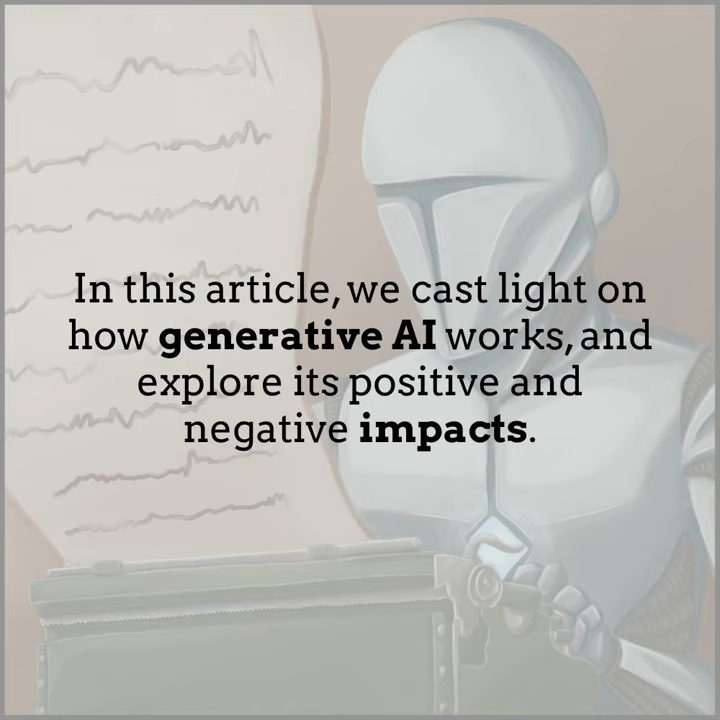 In this article, we cast light on
how generative AI works, and
explore its positive and
negative impacts.